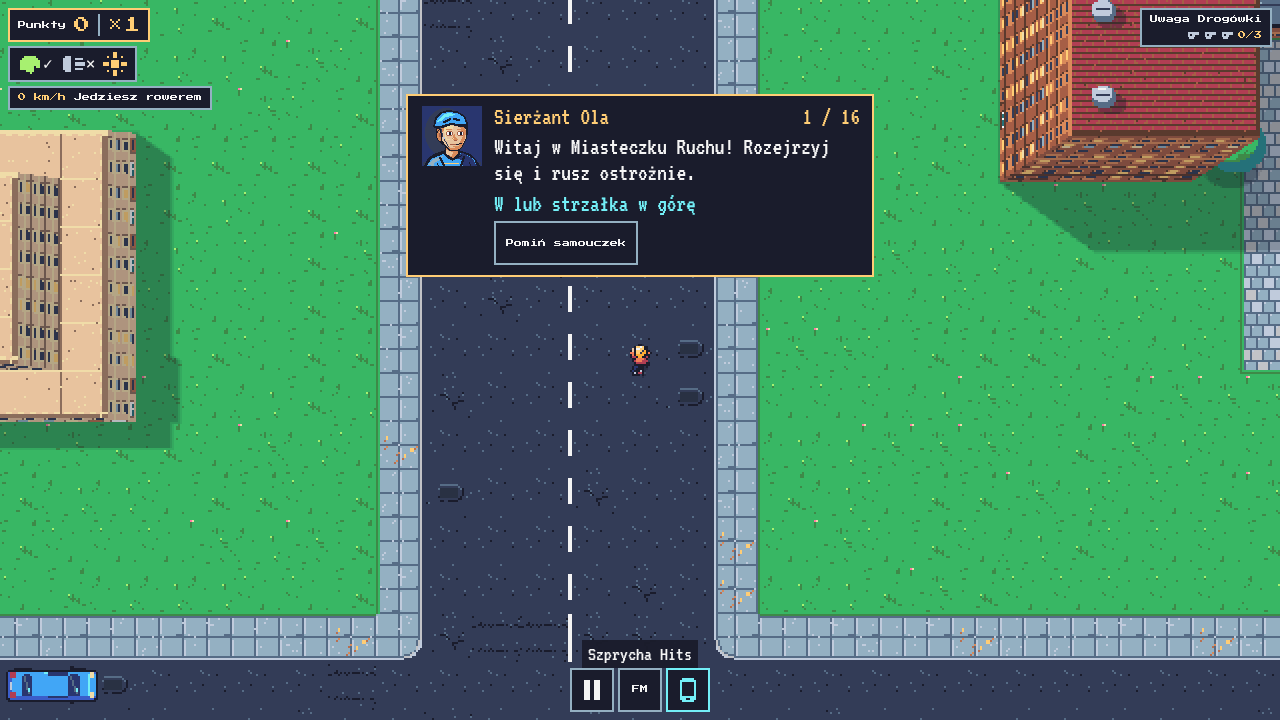 Punkty 0 ×1
Uwaga Drogówki
0/3
0 km/h Jedziesz rowerem
Sierżant Ola 1 / 16
Witaj w Miasteczku Ruchu! Rozejrzyj
się i rusz ostrożnie.
W lub strzałka w górę
Pomiń samouczek
Szprycha Hits
FM